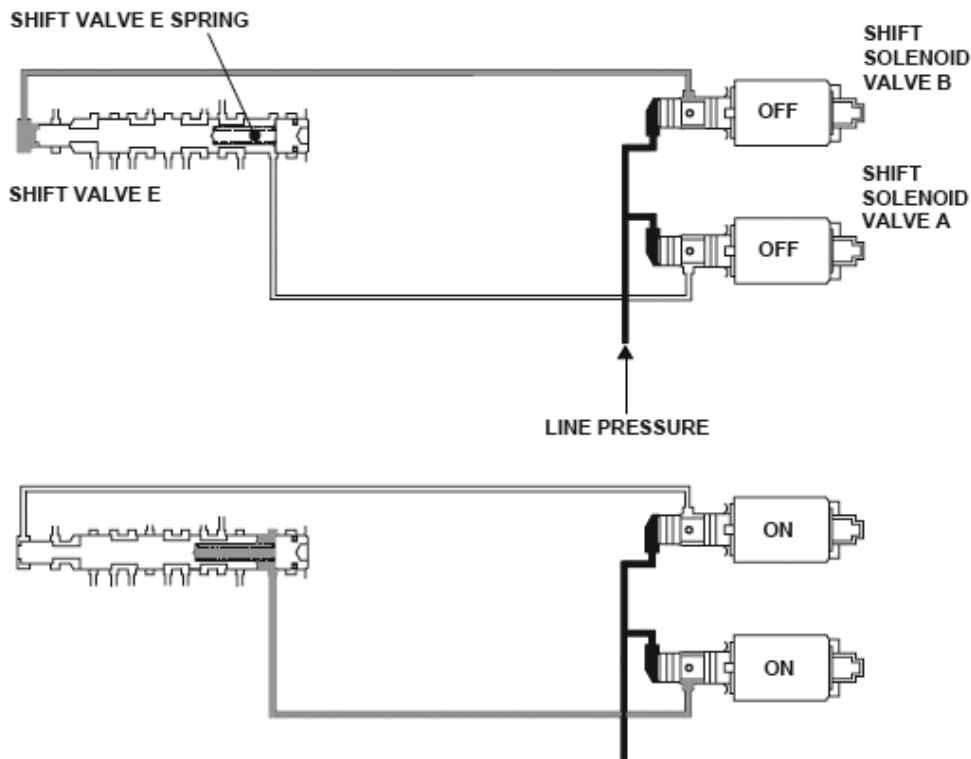 SHIFT VALVE E SPRING
SHIFT
SOLENOID
VALVE B
OFF
SHIFT VALVE E
SHIFT
SOLENOID
VALVE A
OFF
LINE PRESSURE
ON
ON